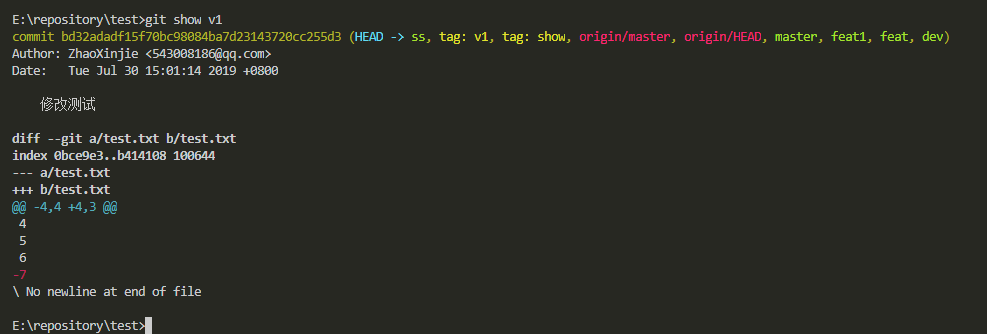 E:\repository\test>git show v1
commit bd32adadf15f70bc98084ba7d23143720cc255d3 (HEAD -> ss, tag: v1, tag: show, origin/master, origin/HEAD, master, feat1, feat, dev)
Author: ZhaoXinjie <543008186@qq.com>
Date:   Tue Jul 30 15:01:14 2019 +0800
    修改测试
diff --git a/test.txt b/test.txt
index 0bce9e3..b414108 100644
--- a/test.txt
+++ b/test.txt
@@ -4,4 +4,3 @@
 4
 5
 6
-7
\ No newline at end of file
E:\repository\test>